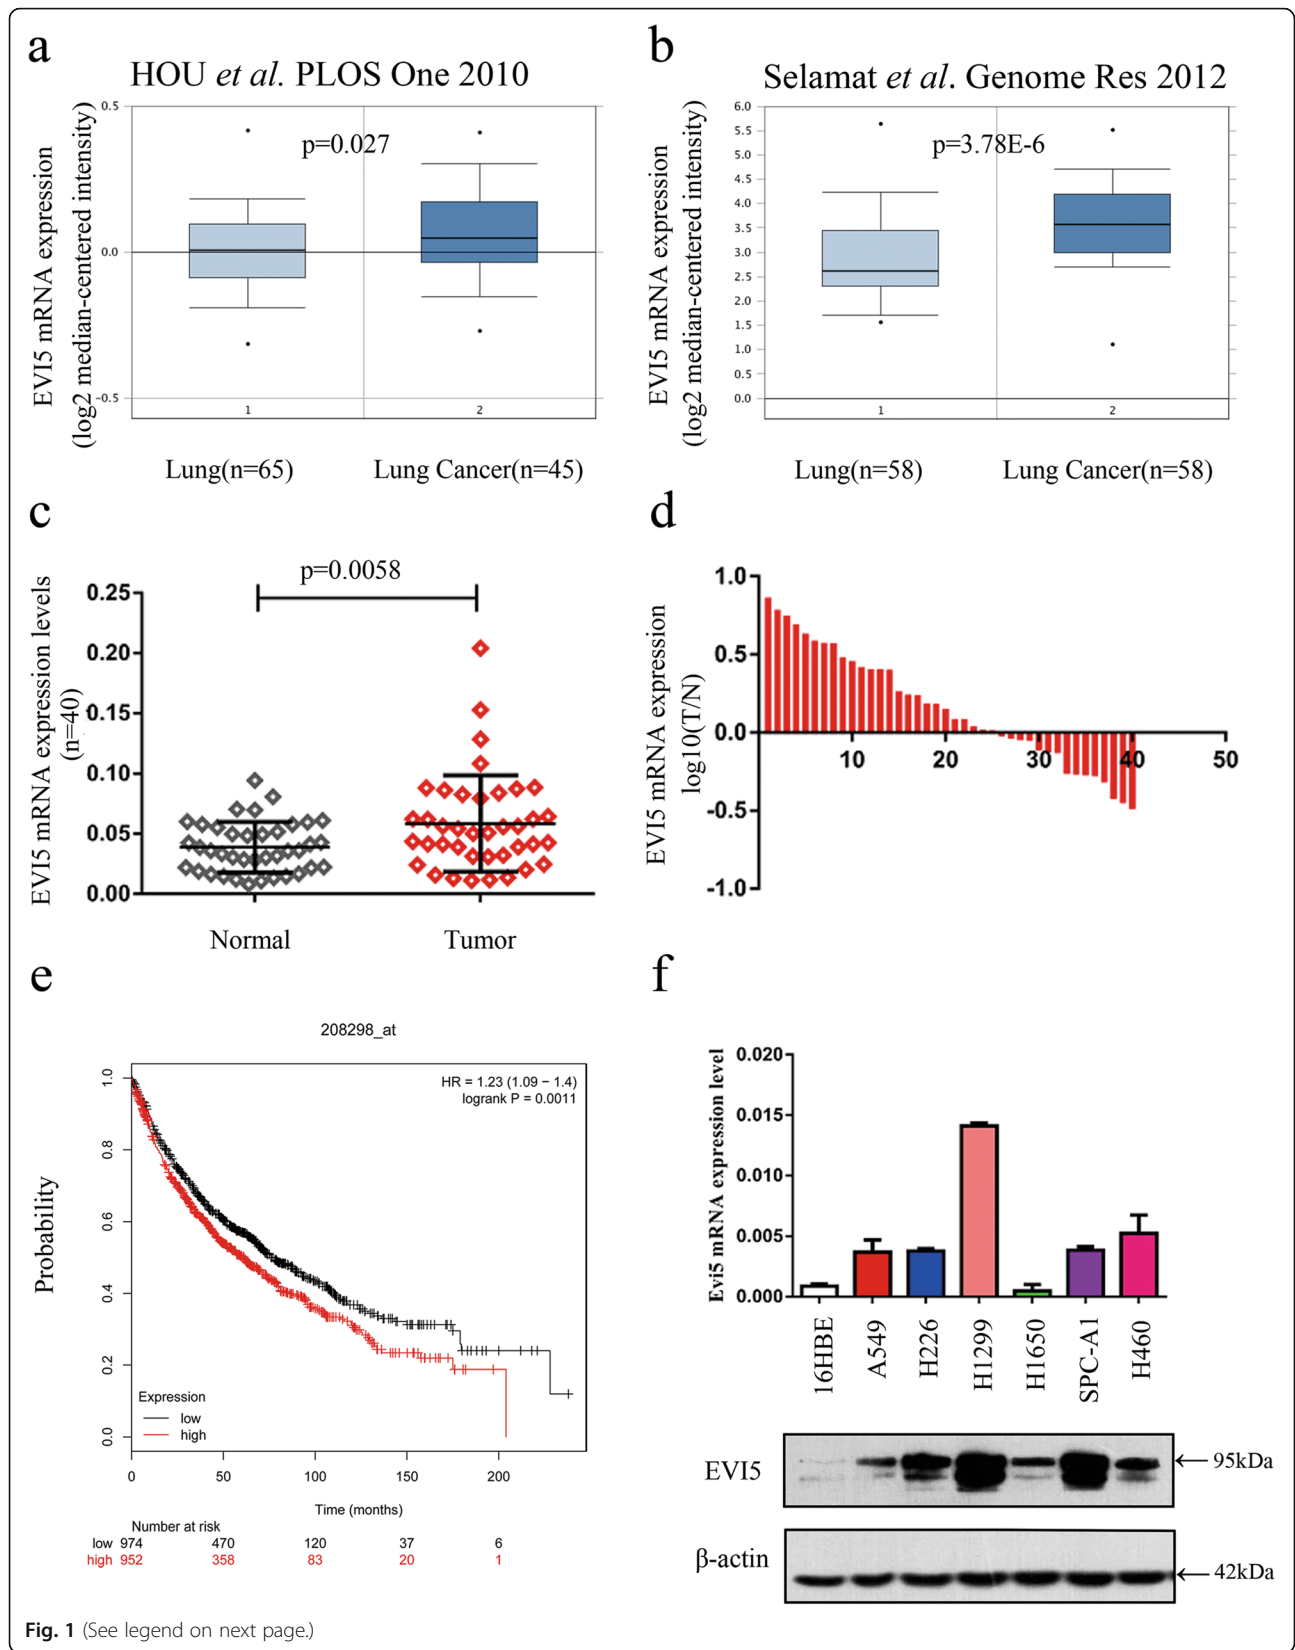 a
HOU et al. PLOS One 2010
EVI5 mRNA expression
(log2 median-centered intensity)
0.5
0.0
-0.5
p=0.027
1
2
Lung(n=65)
Lung Cancer(n=45)
b
Selamat et al. Genome Res 2012
EVI5 mRNA expression
(log2 median-centered intensity)
6.0
5.5
5.0
4.5
4.0
3.5
3.0
2.5
2.0
1.5
1.0
0.5
0.0
p=3.78E-6
1
2
Lung(n=58)
Lung Cancer(n=58)
c
EVI5 mRNA expression levels
(n=40)
0.25
0.20
0.15
0.10
0.05
0.00
p=0.0058
Normal
Tumor
d
EVI5 mRNA expression
log10(T/N)
1.0
0.5
0.0
-0.5
-1.0
10
20
30
40
50
e
208298_at
HR = 1.23 (1.09 − 1.4)
logrank P = 0.0011
Probability
1.0
0.8
0.6
0.4
0.2
0.0
Expression
low
high
0
50
100
150
200
Time (months)
Number at risk
low 974 470 120 37 6
high 952 358 83 20 1
f
Evi5 mRNA expression level
0.020
0.015
0.010
0.005
0.000
16HBE
A549
H226
H1299
H1650
SPC-A1
H460
EVI5
95kDa
β-actin
42kDa
Fig. 1 (See legend on next page.)